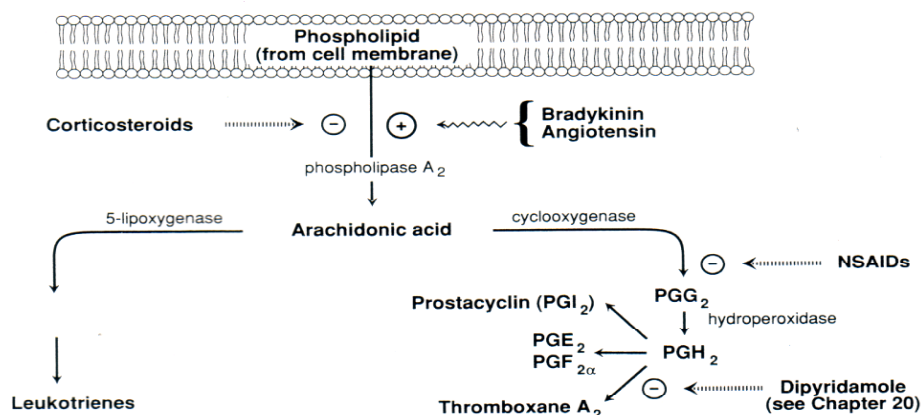 Phospholipid
(from cell membrane)
Corticosteroids
−
+
Bradykinin
Angiotensin
phospholipase A2
5-lipoxygenase
Arachidonic acid
cyclooxygenase
−
NSAIDs
PGG2
hydroperoxidase
Prostacyclin (PGI2)
PGE2
PGF2α
PGH2
−
Dipyridamole
(see Chapter 20)
Leukotrienes
Thromboxane A2